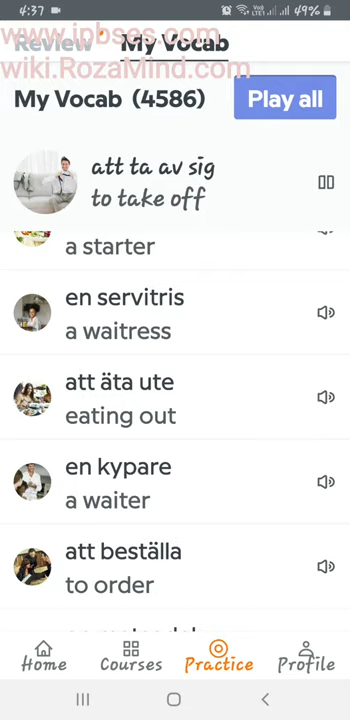 4:37
VoD
LTE1
49%
www.ipbses.com
Review My Vocab
wiki.RozaMind.com
My Vocab (4586)
Play all
att ta av sig
to take off
a starter
en servitris
a waitress
att äta ute
eating out
en kypare
a waiter
att beställa
to order
Home Courses Practice Profile